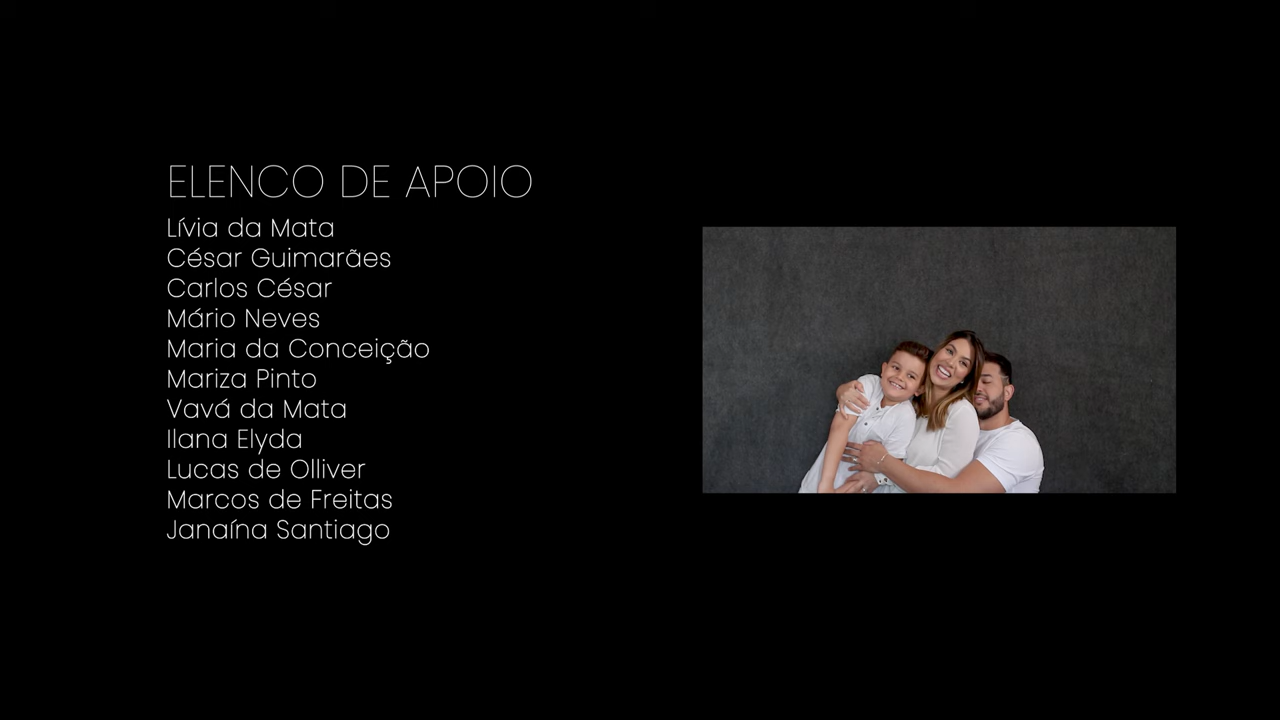 ELENCO DE APOIO
Lívia da Mata
César Guimarães
Carlos César
Mário Neves
Maria da Conceição
Mariza Pinto
Vavá da Mata
Ilana Elyda
Lucas de Olliver
Marcos de Freitas
Janaína Santiago